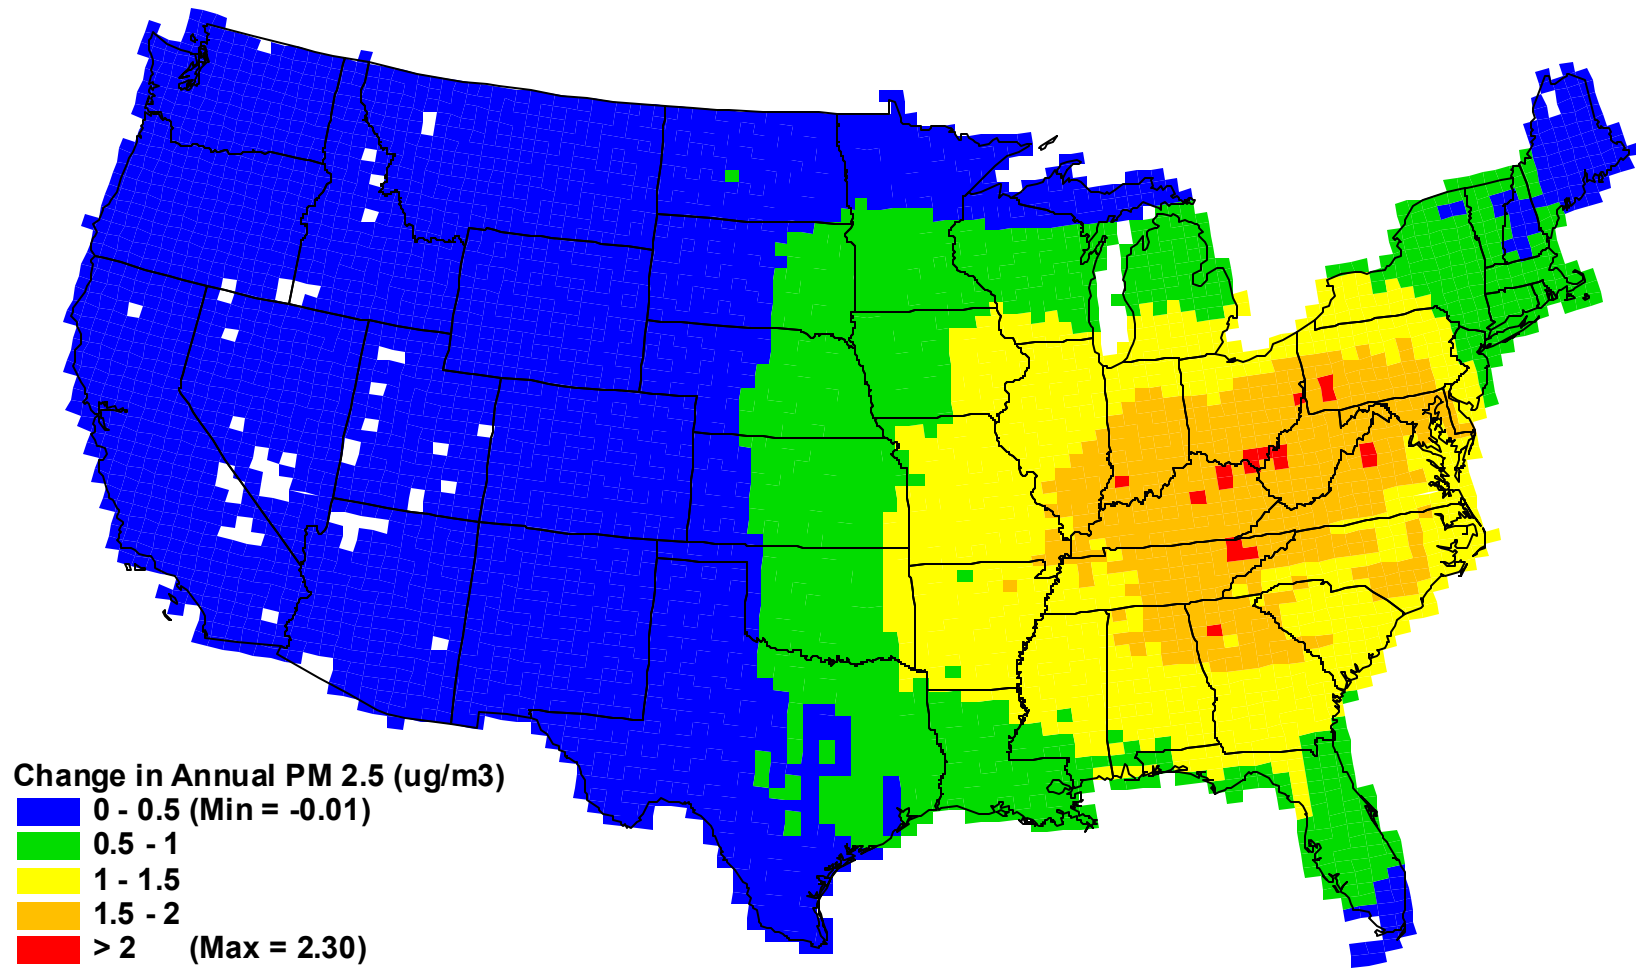 Change in Annual PM 2.5 (ug/m3)
0 - 0.5 (Min = -0.01)
0.5 - 1
1 - 1.5
1.5 - 2
> 2 (Max = 2.30)